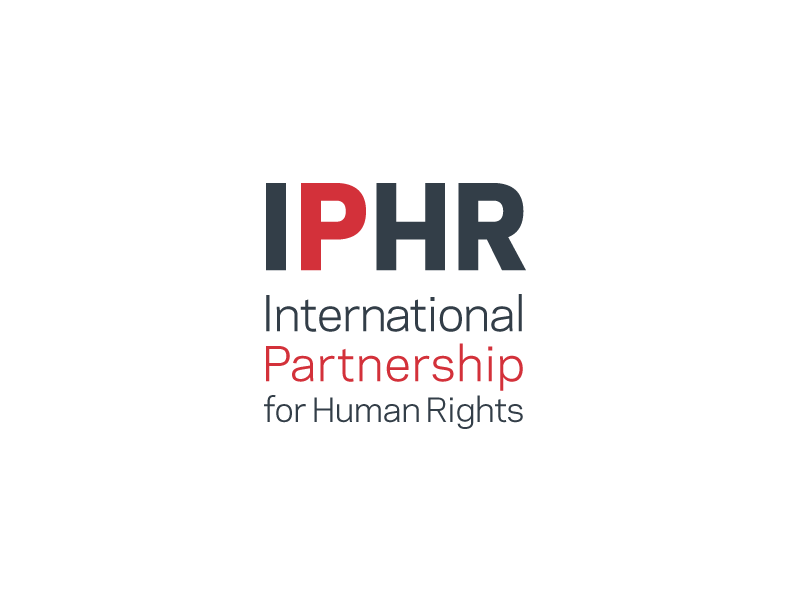 IPHR
International
Partnership
for Human Rights